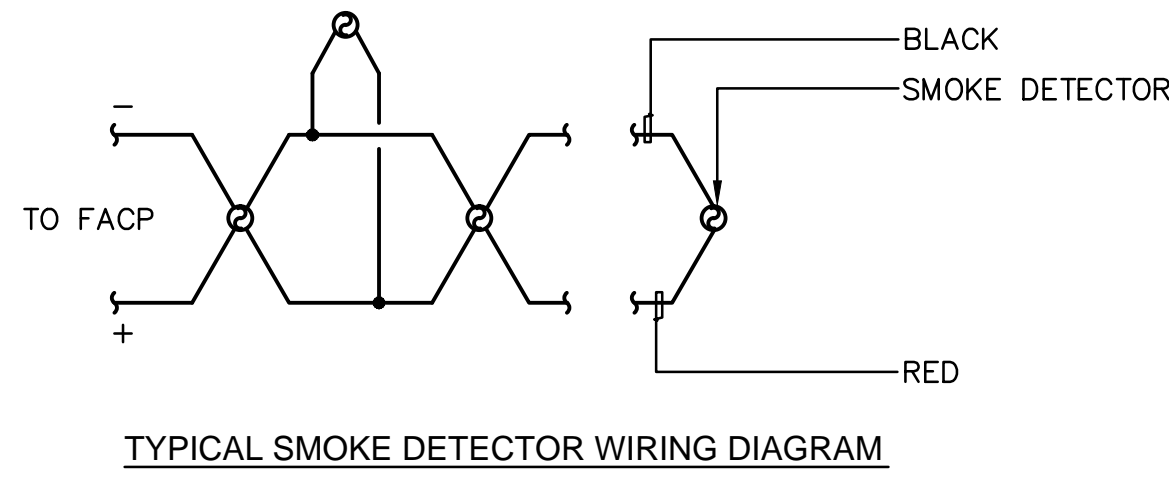 BLACK
SMOKE DETECTOR
−
TO FACP
+
RED
TYPICAL SMOKE DETECTOR WIRING DIAGRAM